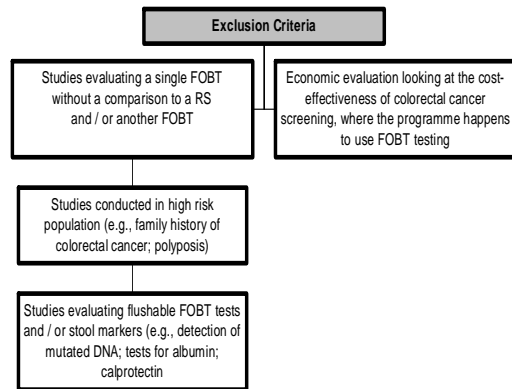 Exclusion Criteria
Studies evaluating a single FOBT
without a comparison to a RS
and / or another FOBT
Economic evaluation looking at the cost-
effectiveness of colorectal cancer
screening, where the programme happens
to use FOBT testing
Studies conducted in high risk
population (e.g., family history of
colorectal cancer; polyposis)
Studies evaluating flushable FOBT tests
and / or stool markers (e.g., detection of
mutated DNA; tests for albumin;
calprotectin